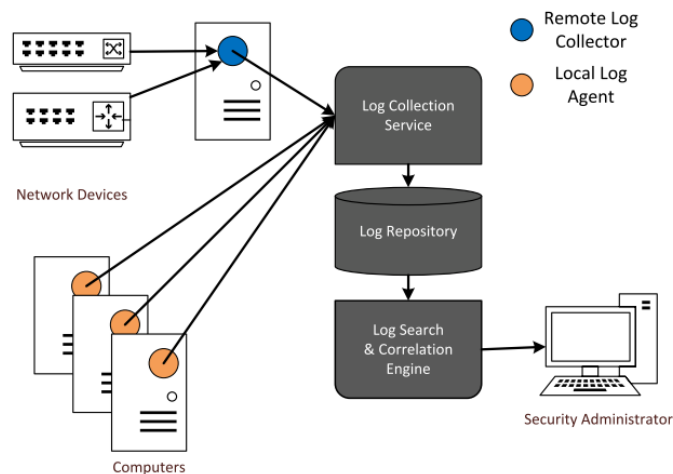 Remote Log
Collector
Local Log
Agent
Log Collection
Service
Network Devices
Log Repository
Log Search
& Correlation
Engine
Security Administrator
Computers